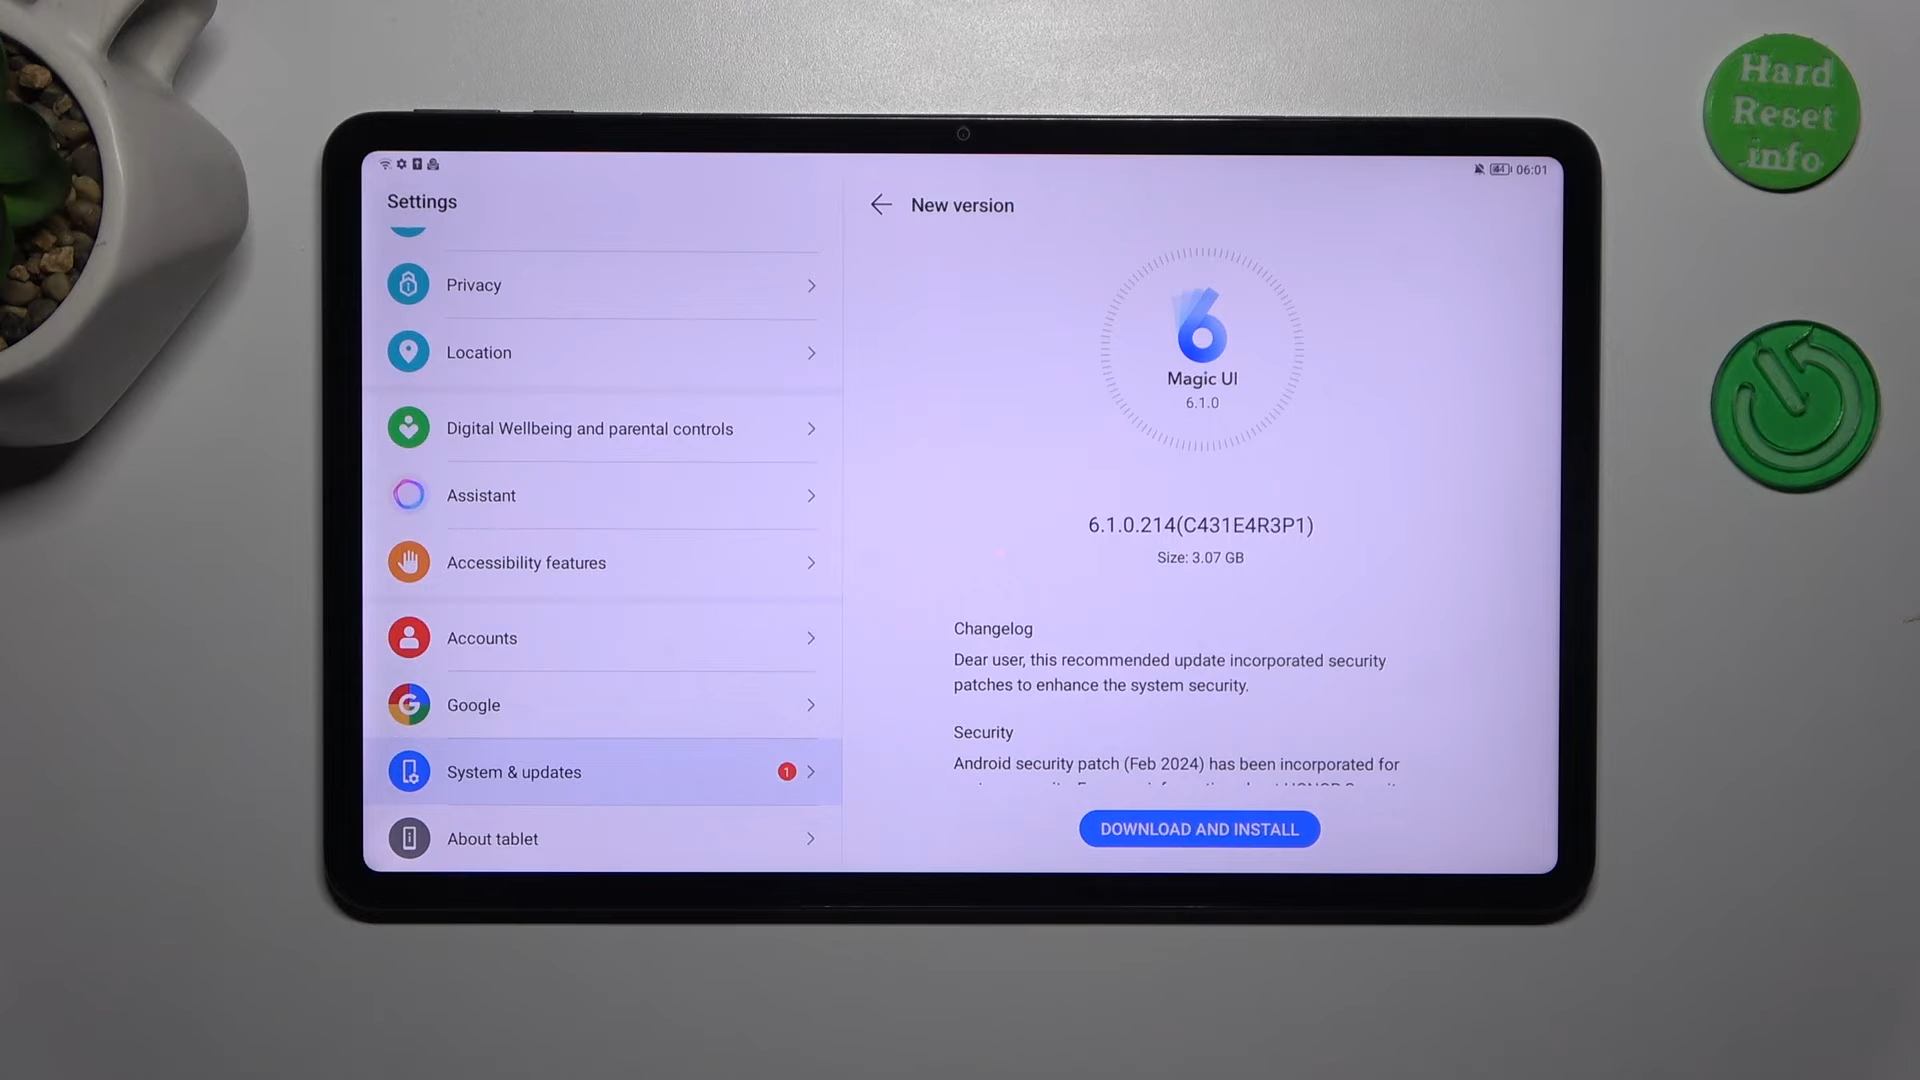 Hard
Reset
info
44
06:01
Settings
Privacy
Location
Digital Wellbeing and parental controls
Assistant
Accessibility features
Accounts
Google
System & updates
1
About tablet
New version
Magic UI
6.1.0
6.1.0.214(C431E4R3P1)
Size: 3.07 GB
Changelog
Dear user, this recommended update incorporated security
patches to enhance the system security.
Security
Android security patch (Feb 2024) has been incorporated for
DOWNLOAD AND INSTALL